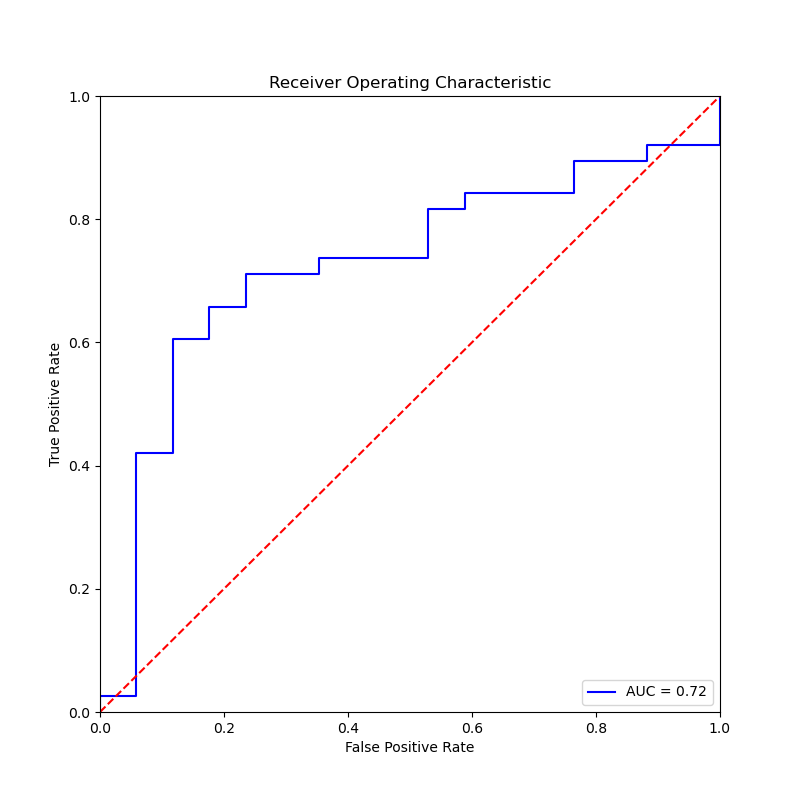 Receiver Operating Characteristic
1.0
0.8
0.6
0.4
0.2
0.0
True Positive Rate
AUC = 0.72
0.0 0.2 0.4 0.6 0.8 1.0
False Positive Rate